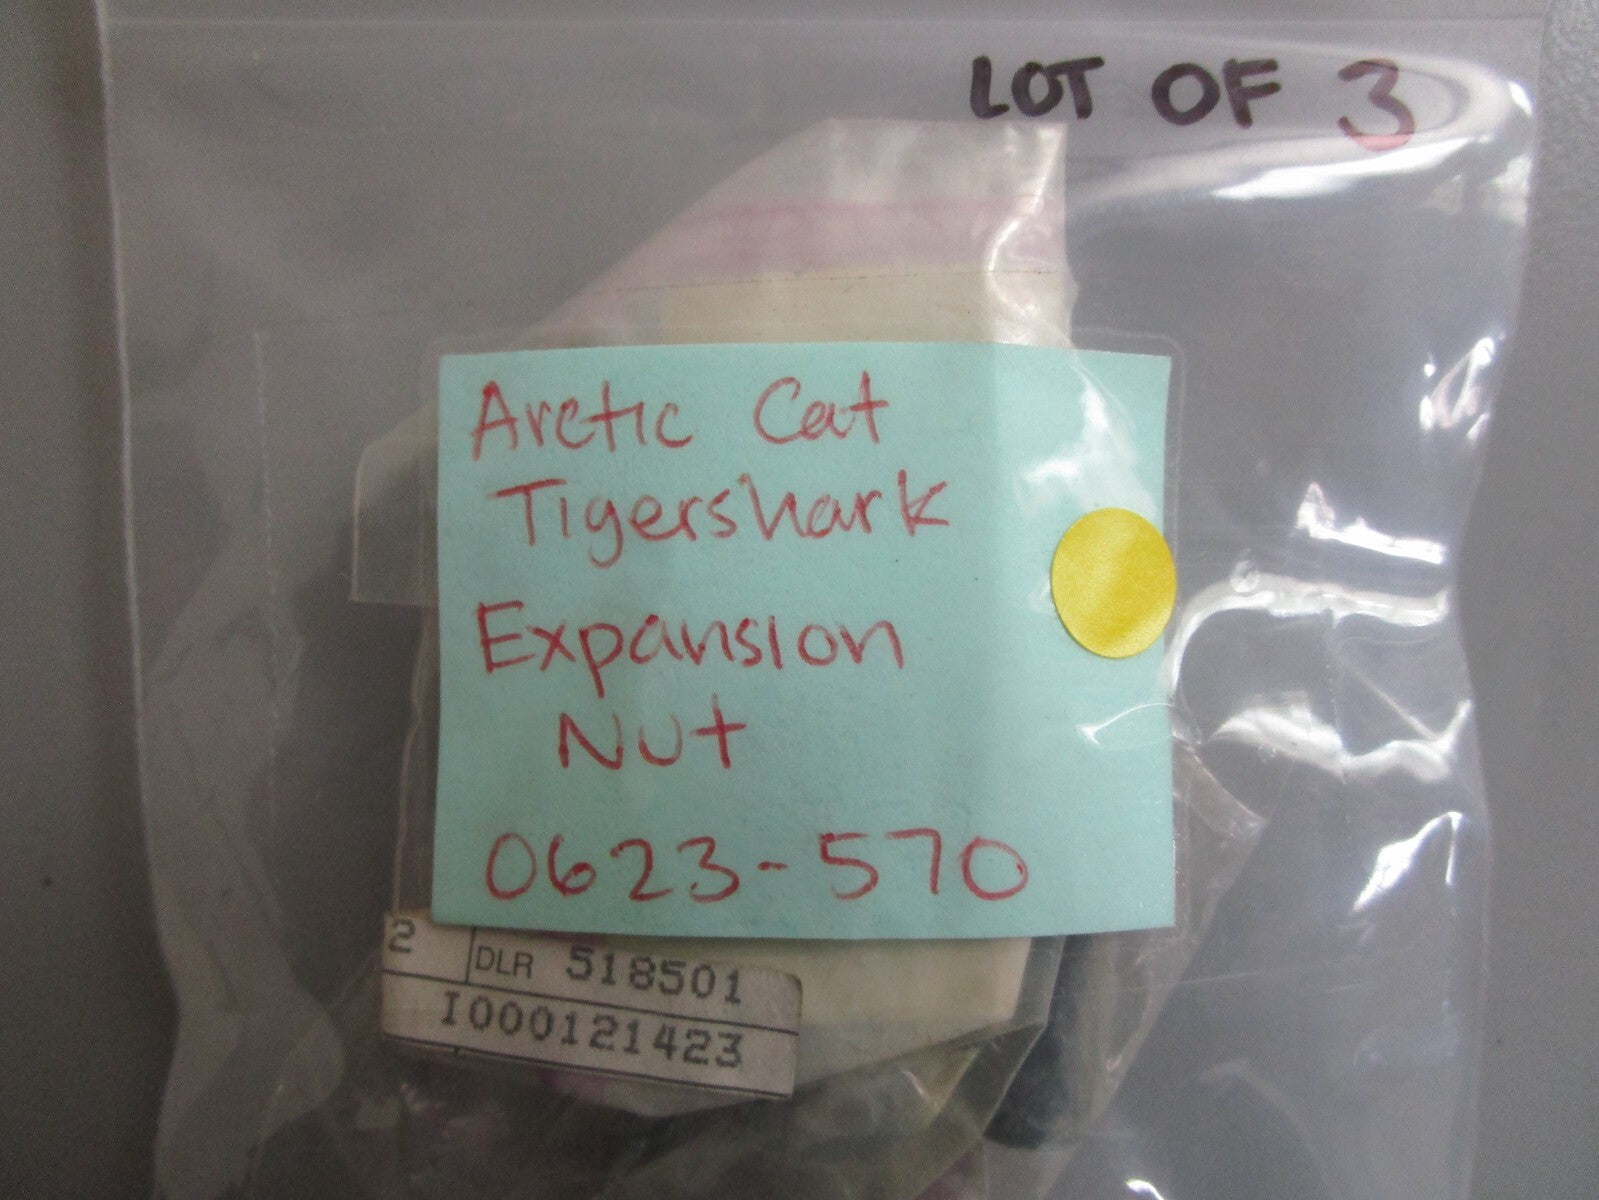 LOT OF 3
Arctic Cat
Tigershark
Expansion
Nut
0623-570
2 DLR 518501
I000121423